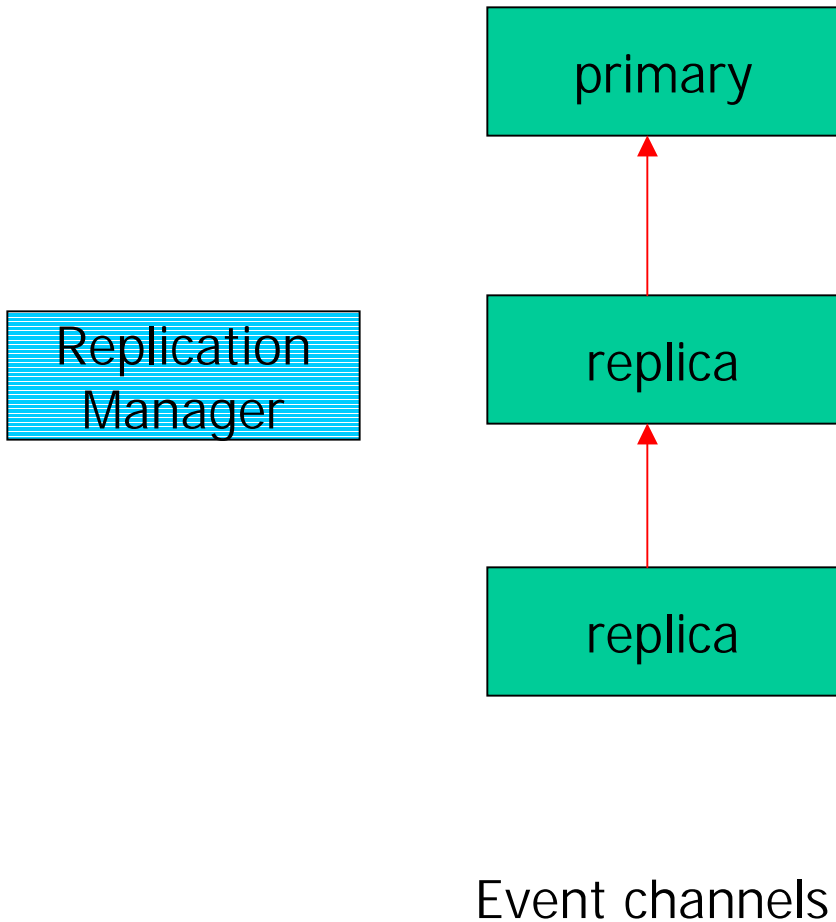 primary
Replication
Manager
replica
replica
Event channels